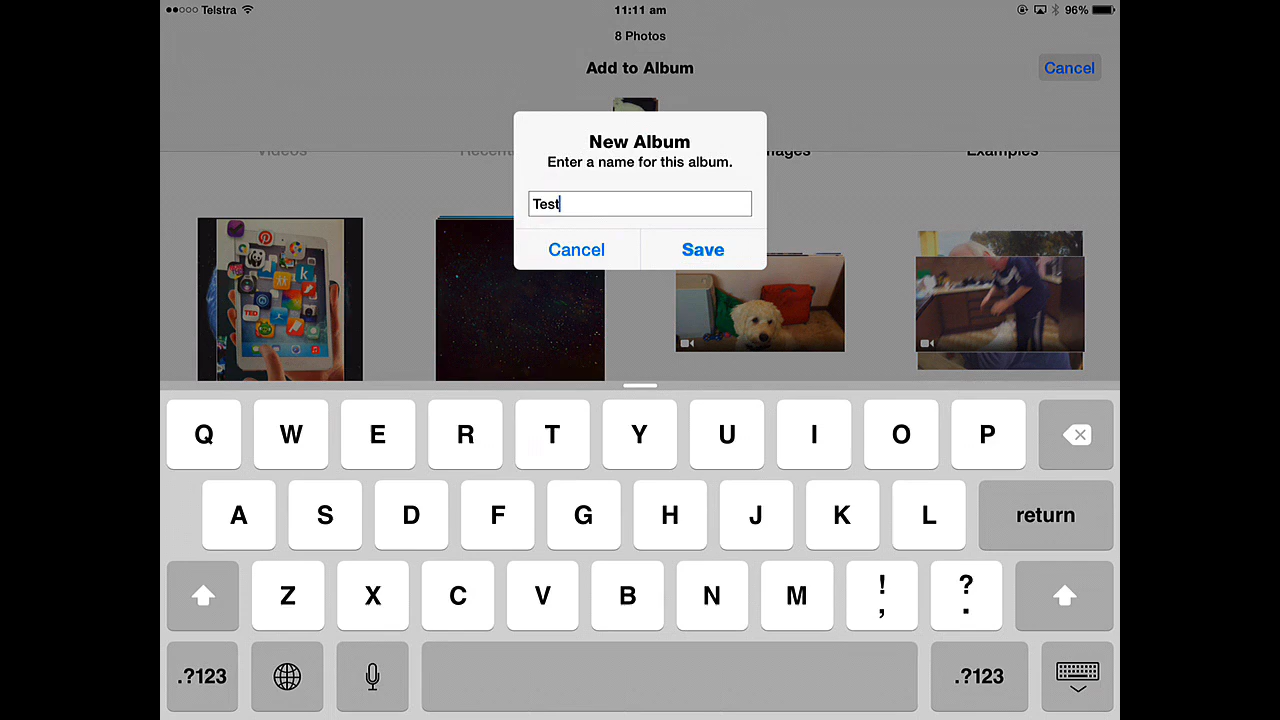 Telstra 11:11 am 96%
8 Photos
Add to Album Cancel
New Album
Enter a name for this album.
Test
Cancel Save
Videos Examples
TED
Q W E R T Y U I O P
A S D F G H J K L return
Z X C V B N M ! , ? .
.?123 .?123